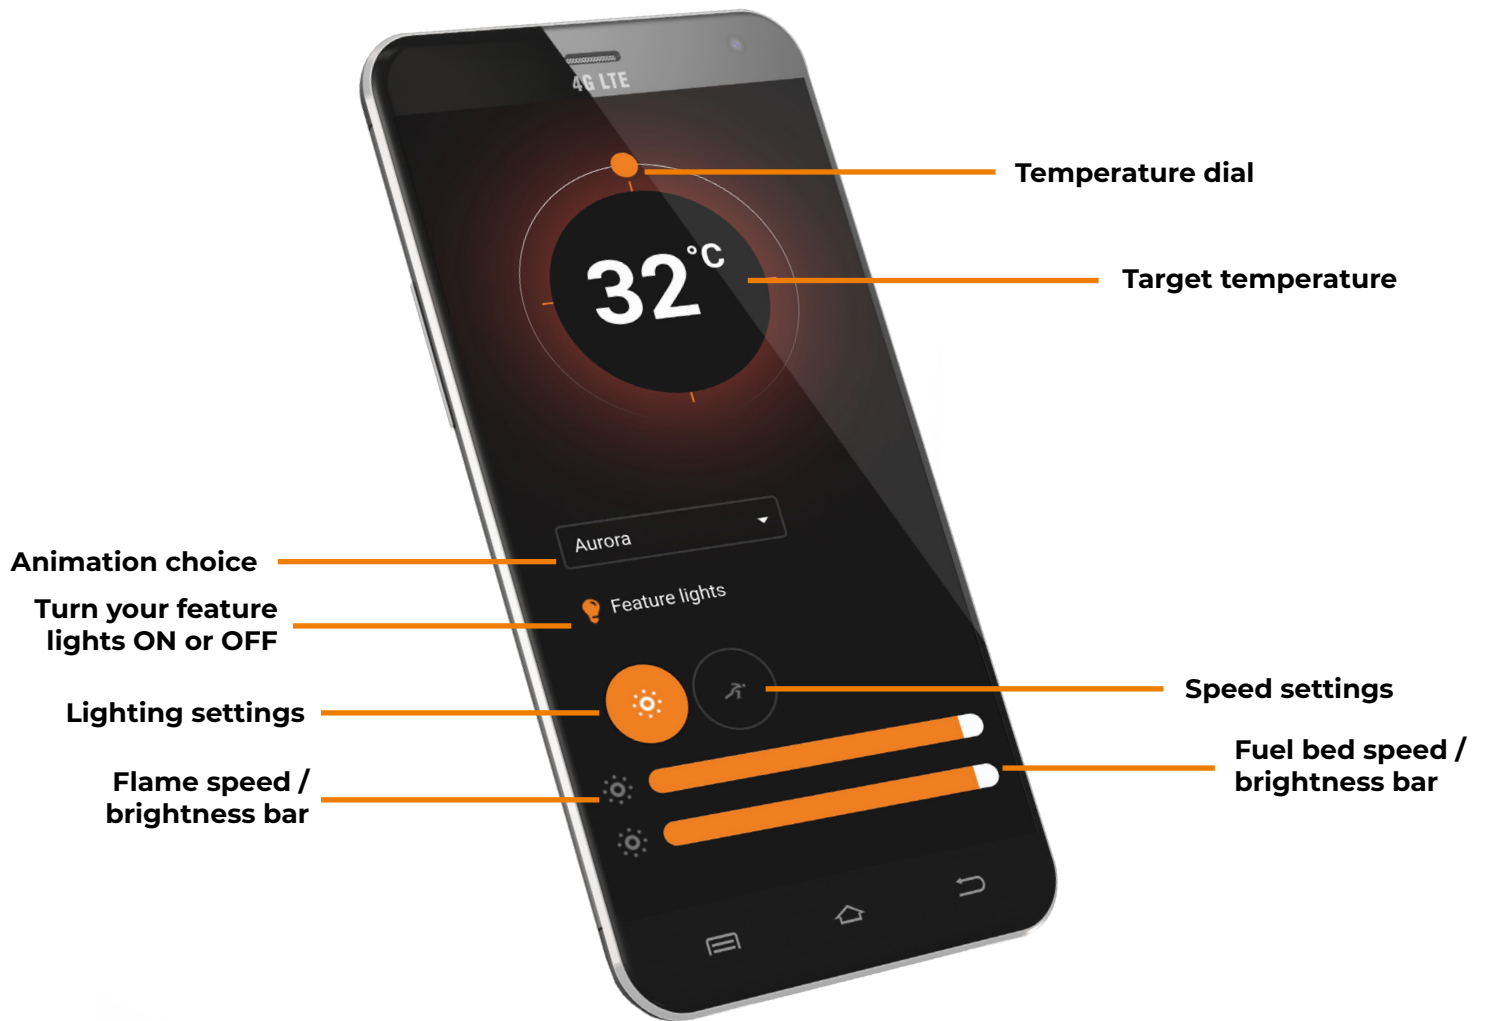 4G LTE
Temperature dial
32°C
Target temperature
Aurora
Animation choice
Feature lights
Turn your feature
lights ON or OFF
Speed settings
Lighting settings
Fuel bed speed /
brightness bar
Flame speed /
brightness bar